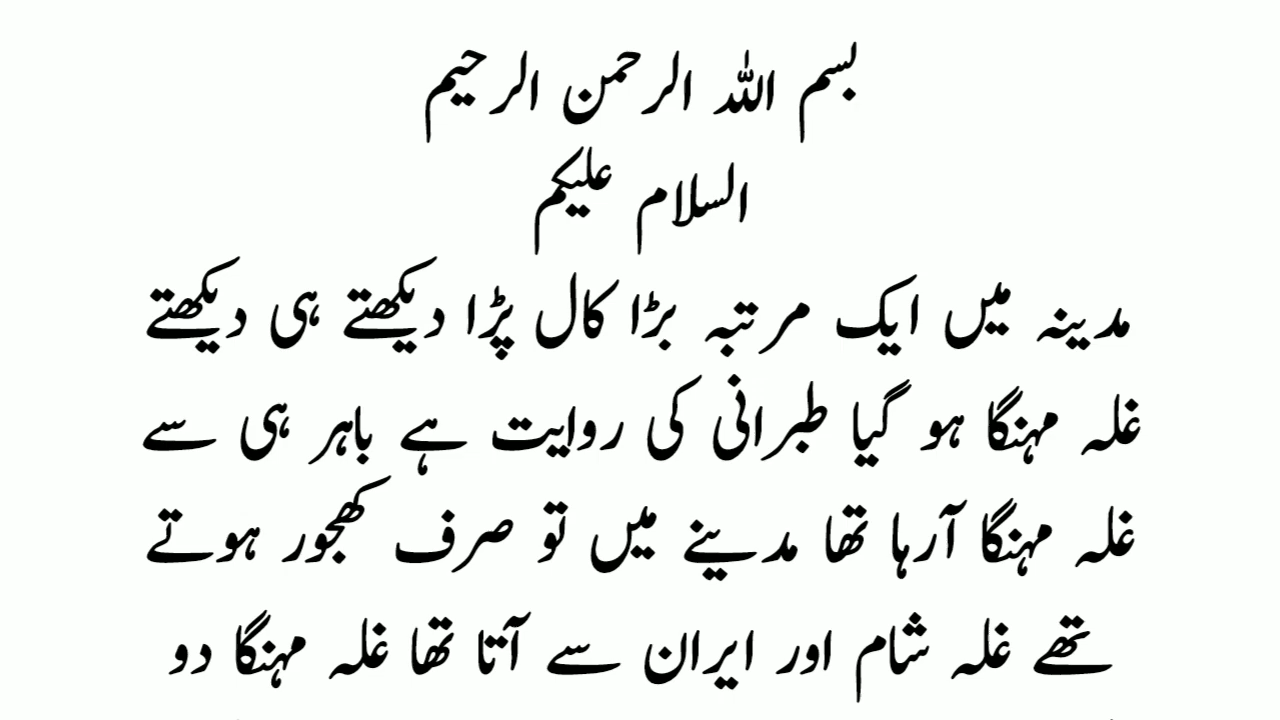 بسم اللہ الرحمن الرحیم
السلام علیکم
مدینہ میں ایک مرتبہ بڑا کال پڑا دیکھتے ہی دیکھتے
غلہ مہنگا ہو گیا طبرانی کی روایت ہے باہر ہی سے
غلہ مہنگا آرہا تھا مدینے میں تو صرف کھجور ہوتے
تھے غلہ شام اور ایران سے آتا تھا غلہ مہنگا دو